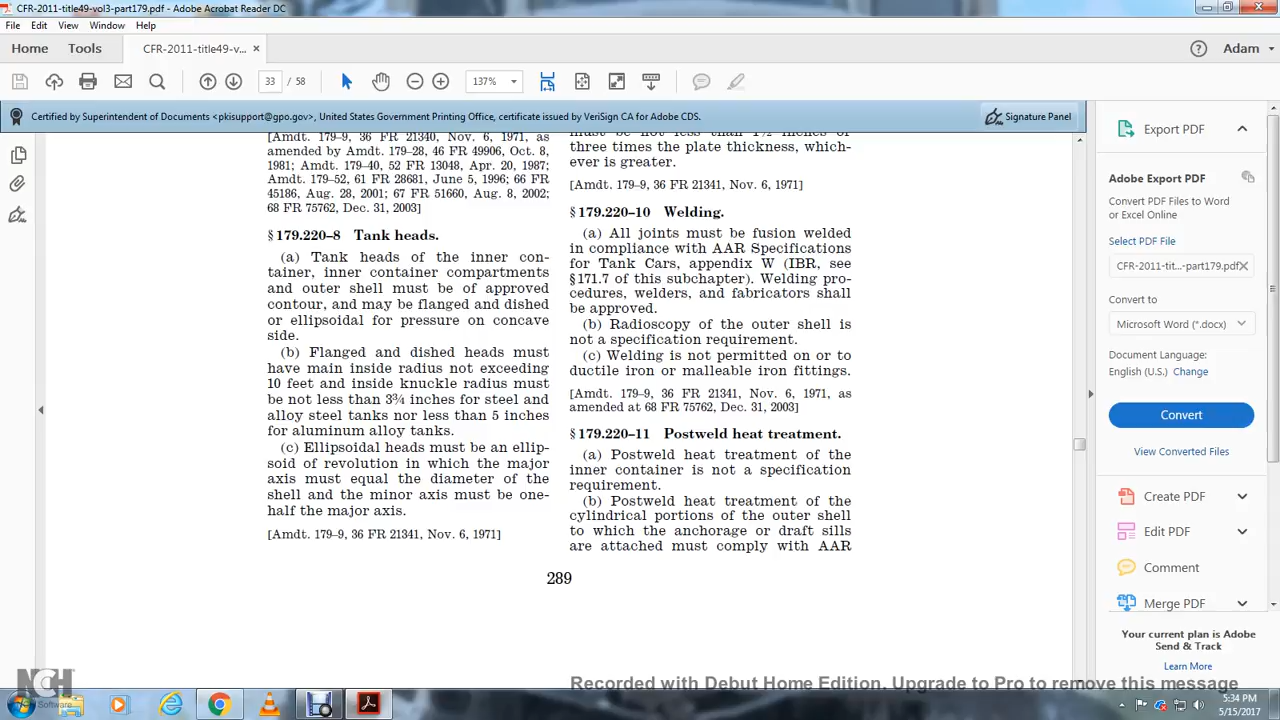 CFR-2011-title49-vol3-part179.pdf - Adobe Acrobat Reader DC
File Edit View Window Help
Home Tools CFR-2011-title49-v... × Adam
33 / 58 137%
Certified by Superintendent of Documents <pkisupport@gpo.gov>, United States Government Printing Office, certificate issued by VeriSign CA for Adobe CDS.
Signature Panel
[Amdt. 179–9, 36 FR 21340, Nov. 6, 1971, as
amended by Amdt. 179–28, 46 FR 49906, Oct. 8,
1981; Amdt. 179–40, 52 FR 13048, Apr. 20, 1987;
Amdt. 179–52, 61 FR 28681, June 5, 1996; 66 FR
45186, Aug. 28, 2001; 67 FR 51660, Aug. 8, 2002;
68 FR 75762, Dec. 31, 2003]
§ 179.220–8 Tank heads.
(a) Tank heads of the inner con-
tainer, inner container compartments
and outer shell must be of approved
contour, and may be flanged and dished
or ellipsoidal for pressure on concave
side.
(b) Flanged and dished heads must
have main inside radius not exceeding
10 feet and inside knuckle radius must
be not less than 3¾ inches for steel and
alloy steel tanks nor less than 5 inches
for aluminum alloy tanks.
(c) Ellipsoidal heads must be an ellip-
soid of revolution in which the major
axis must equal the diameter of the
shell and the minor axis must be one-
half the major axis.
[Amdt. 179–9, 36 FR 21341, Nov. 6, 1971]
must be not less than 1½ inches or
three times the plate thickness, which-
ever is greater.
[Amdt. 179–9, 36 FR 21341, Nov. 6, 1971]
§ 179.220–10 Welding.
(a) All joints must be fusion welded
in compliance with AAR Specifications
for Tank Cars, appendix W (IBR, see
§171.7 of this subchapter). Welding pro-
cedures, welders, and fabricators shall
be approved.
(b) Radioscopy of the outer shell is
not a specification requirement.
(c) Welding is not permitted on or to
ductile iron or malleable iron fittings.
[Amdt. 179–9, 36 FR 21341, Nov. 6, 1971, as
amended at 68 FR 75762, Dec. 31, 2003]
§ 179.220–11 Postweld heat treatment.
(a) Postweld heat treatment of the
inner container is not a specification
requirement.
(b) Postweld heat treatment of the
cylindrical portions of the outer shell
to which the anchorage or draft sills
are attached must comply with AAR
289
Export PDF
Adobe Export PDF
Convert PDF Files to Word
or Excel Online
Select PDF File
CFR-2011-tit...-part179.pdf ×
Convert to
Microsoft Word (*.docx)
Document Language:
English (U.S.) Change
Convert
View Converted Files
Create PDF
Edit PDF
Comment
Merge PDF
Your current plan is Adobe
Send & Track
Learn More
NCH
Software
Recorded with Debut Home Edition. Upgrade to Pro to remove this message
5:34 PM
5/15/2017